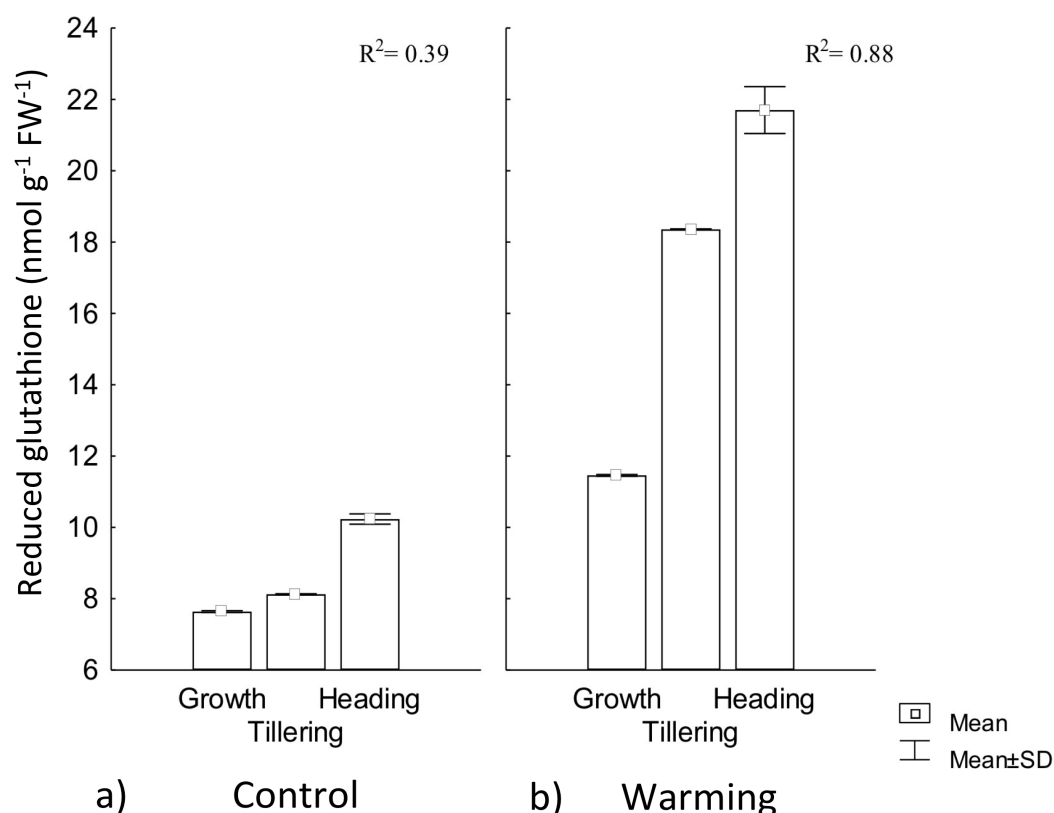 Reduced glutathione (nmol g⁻¹ FW⁻¹)
24
22
20
18
16
14
12
10
8
6
R²= 0.39
R²= 0.88
Growth
Tillering
Heading
Growth
Tillering
Heading
a) Control
b) Warming
Mean
Mean±SD